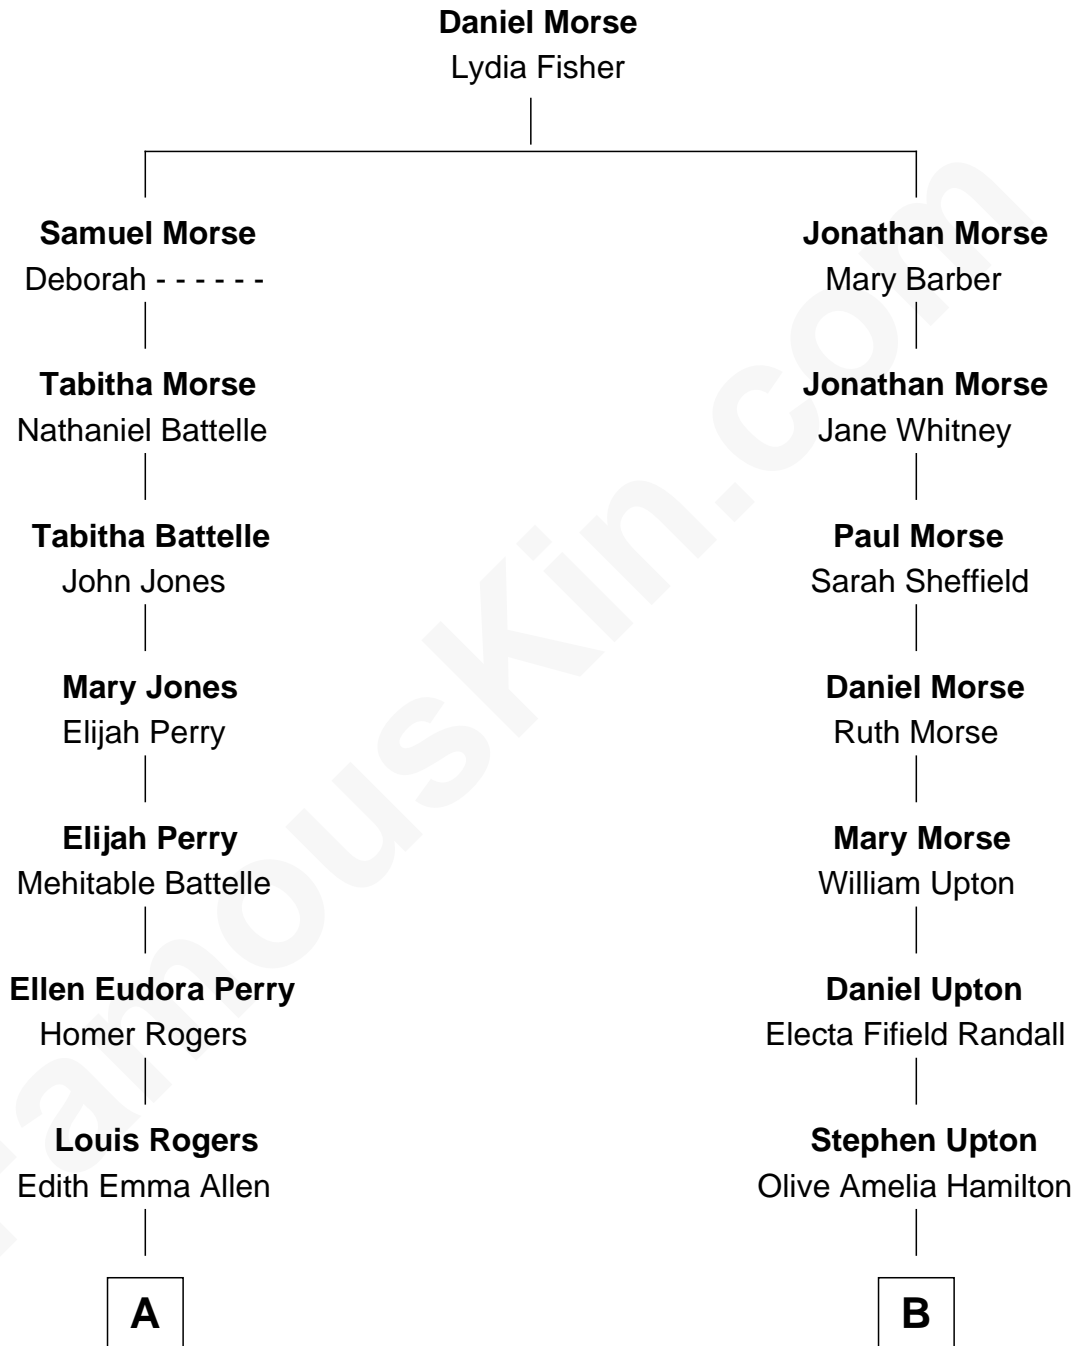 Daniel Morse
Lydia Fisher
Samuel Morse
Deborah - - - - - -
Jonathan Morse
Mary Barber
Tabitha Morse
Nathaniel Battelle
Jonathan Morse
Jane Whitney
Tabitha Battelle
John Jones
Paul Morse
Sarah Sheffield
Mary Jones
Elijah Perry
Daniel Morse
Ruth Morse
Elijah Perry
Mehitable Battelle
Mary Morse
William Upton
Ellen Eudora Perry
Homer Rogers
Daniel Upton
Electa Fifield Randall
Louis Rogers
Edith Emma Allen
Stephen Upton
Olive Amelia Hamilton
A
B
FamousKin.com